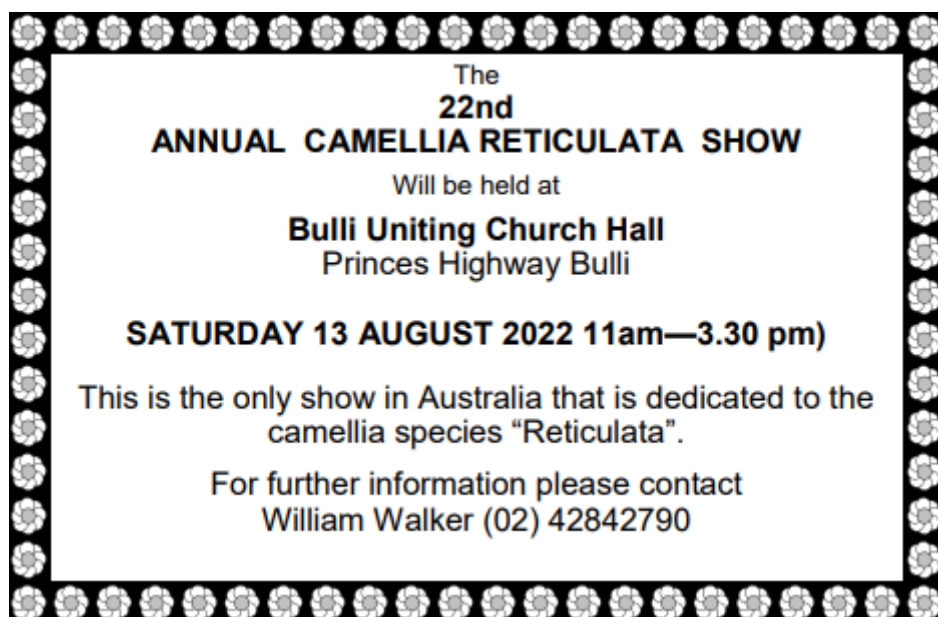 The
22nd
ANNUAL CAMELLIA RETICULATA SHOW
Will be held at
Bulli Uniting Church Hall
Princes Highway Bulli
SATURDAY 13 AUGUST 2022 11am—3.30 pm)
This is the only show in Australia that is dedicated to the
camellia species “Reticulata”.
For further information please contact
William Walker (02) 42842790